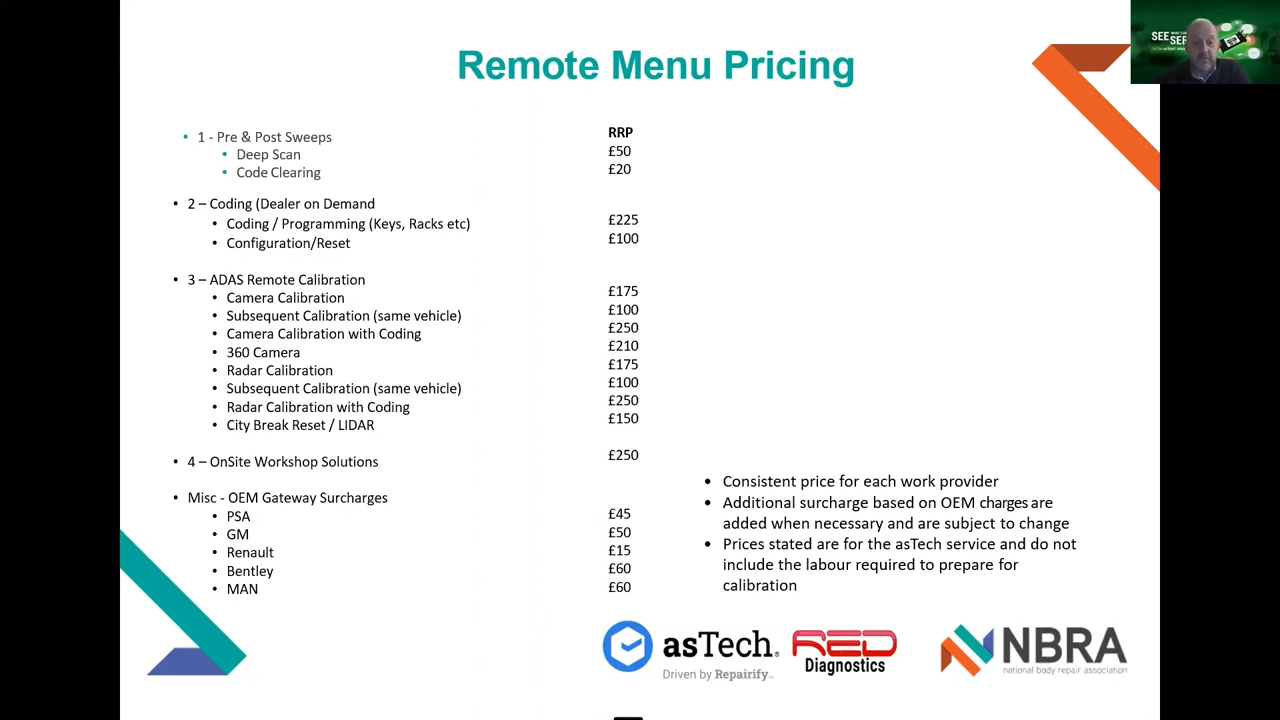 Remote Menu Pricing
1 - Pre & Post Sweeps
RRP
Deep Scan
£50
Code Clearing
£20
2 – Coding (Dealer on Demand
Coding / Programming (Keys, Racks etc)
£225
Configuration/Reset
£100
3 – ADAS Remote Calibration
Camera Calibration
£175
Subsequent Calibration (same vehicle)
£100
Camera Calibration with Coding
£250
360 Camera
£210
Radar Calibration
£175
Subsequent Calibration (same vehicle)
£100
Radar Calibration with Coding
£250
City Break Reset / LIDAR
£150
4 – OnSite Workshop Solutions
£250
Misc - OEM Gateway Surcharges
PSA
£45
GM
£50
Renault
£15
Bentley
£60
MAN
£60
Consistent price for each work provider
Additional surcharge based on OEM charges are
added when necessary and are subject to change
Prices stated are for the asTech service and do not
include the labour required to prepare for
calibration
asTech®
Driven by Repairify™
RED
Diagnostics
NBRA
national body repair association
SEE
SER